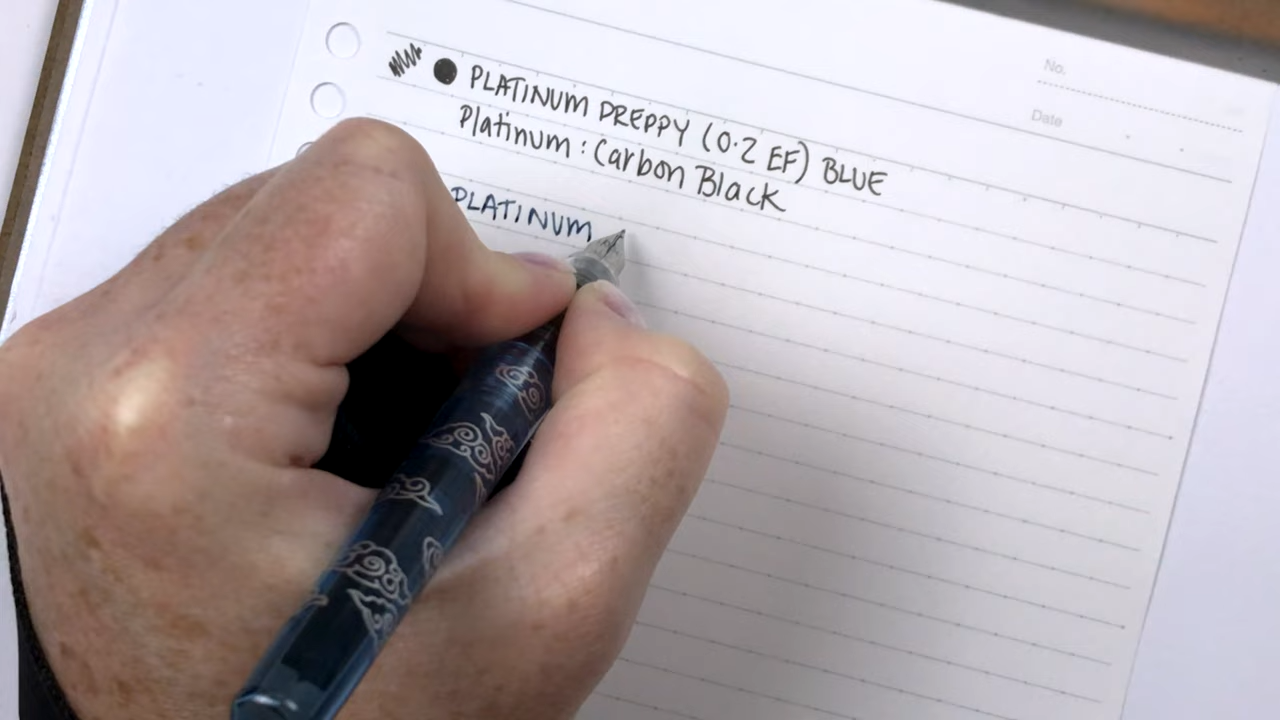 No.
Date
PLATINUM PREPPY (0.2 EF) BLUE
Platinum : Carbon Black
PLATINUM